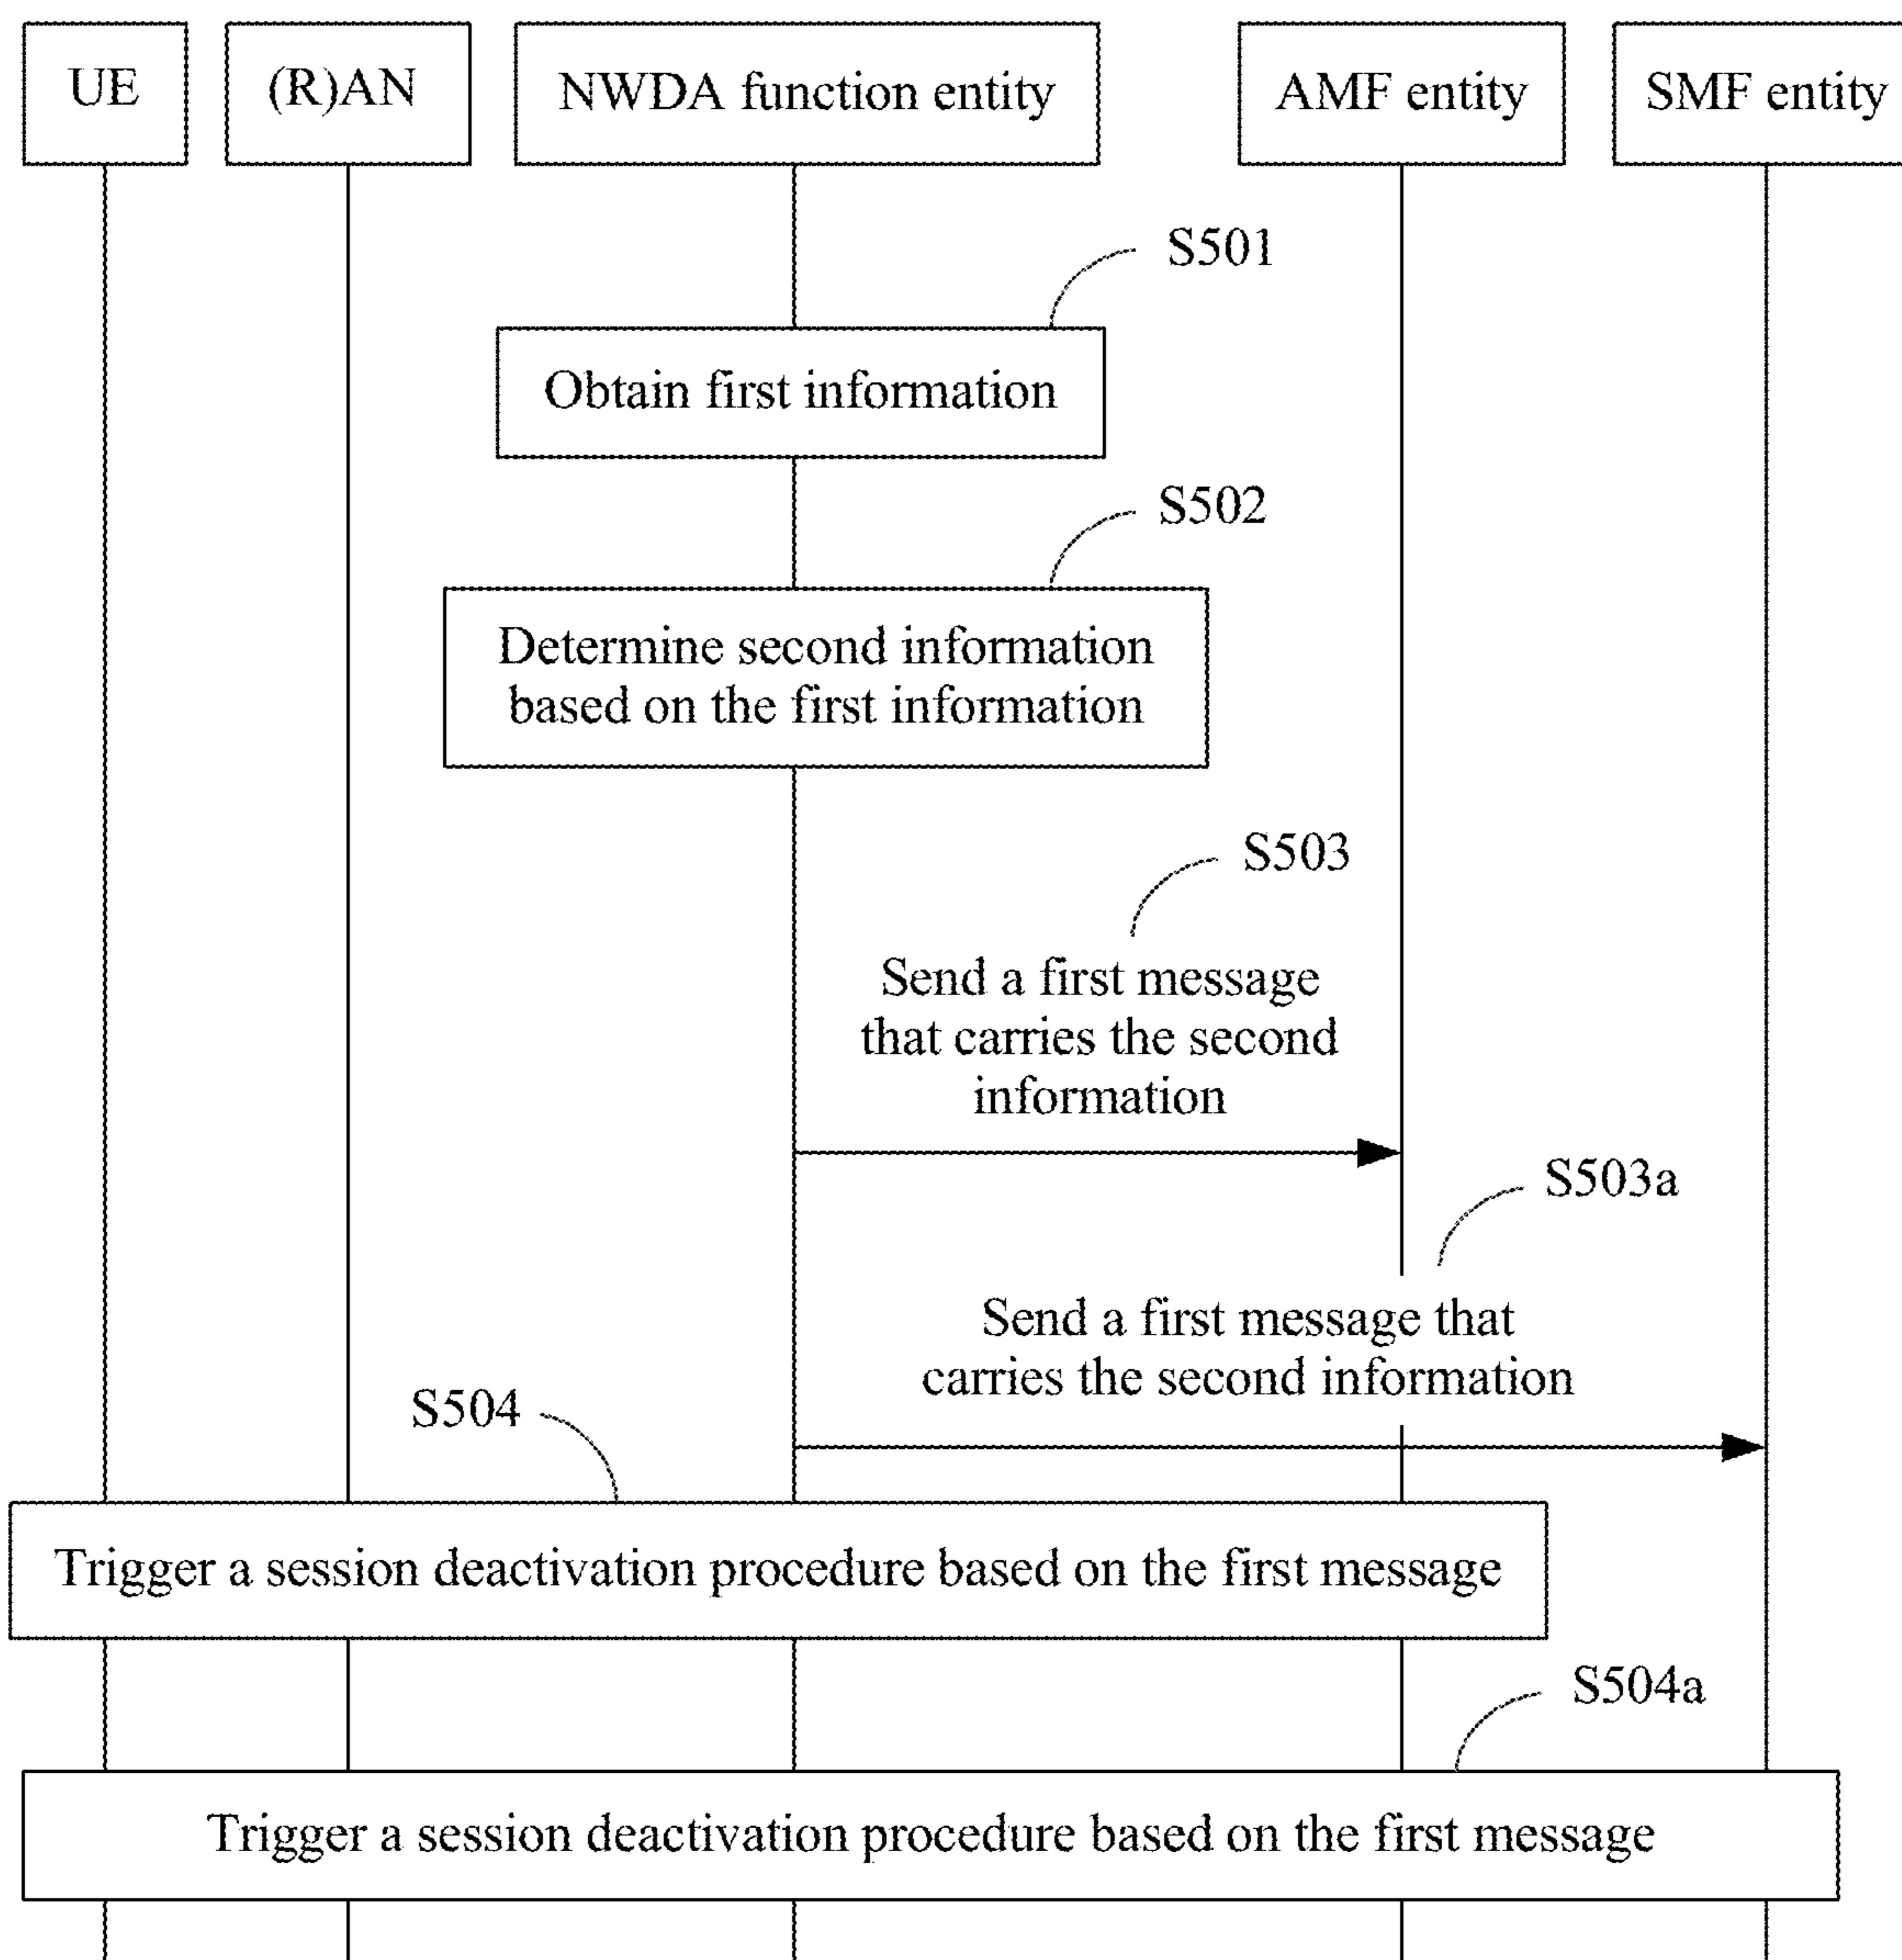 UE
(R)AN
NWDA function entity
AMF entity
SMF entity
S501
Obtain first information
S502
Determine second information
based on the first information
S503
Send a first message
that carries the second
information
S503a
Send a first message that
carries the second information
S504
Trigger a session deactivation procedure based on the first message
S504a
Trigger a session deactivation procedure based on the first message